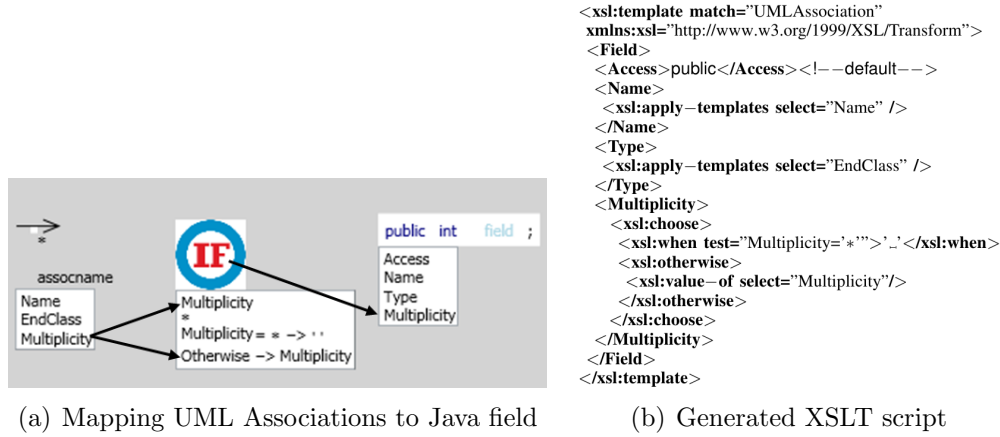 *
assocname
Name
EndClass
Multiplicity
IF
Multiplicity
*
Multiplicity = * -> ' '
Otherwise -> Multiplicity
public int field ;
Access
Name
Type
Multiplicity
(a) Mapping UML Associations to Java field
<xsl:template match="UMLAssociation"
xmlns:xsl="http://www.w3.org/1999/XSL/Transform">
<Field>
<Access>public</Access><!−−default−−>
<Name>
<xsl:apply−templates select="Name" />
</Name>
<Type>
<xsl:apply−templates select="EndClass" />
</Type>
<Multiplicity>
<xsl:choose>
<xsl:when test="Multiplicity='*'">'␣'</xsl:when>
<xsl:otherwise>
<xsl:value−of select="Multiplicity"/>
</xsl:otherwise>
</xsl:choose>
</Multiplicity>
</Field>
</xsl:template>
(b) Generated XSLT script